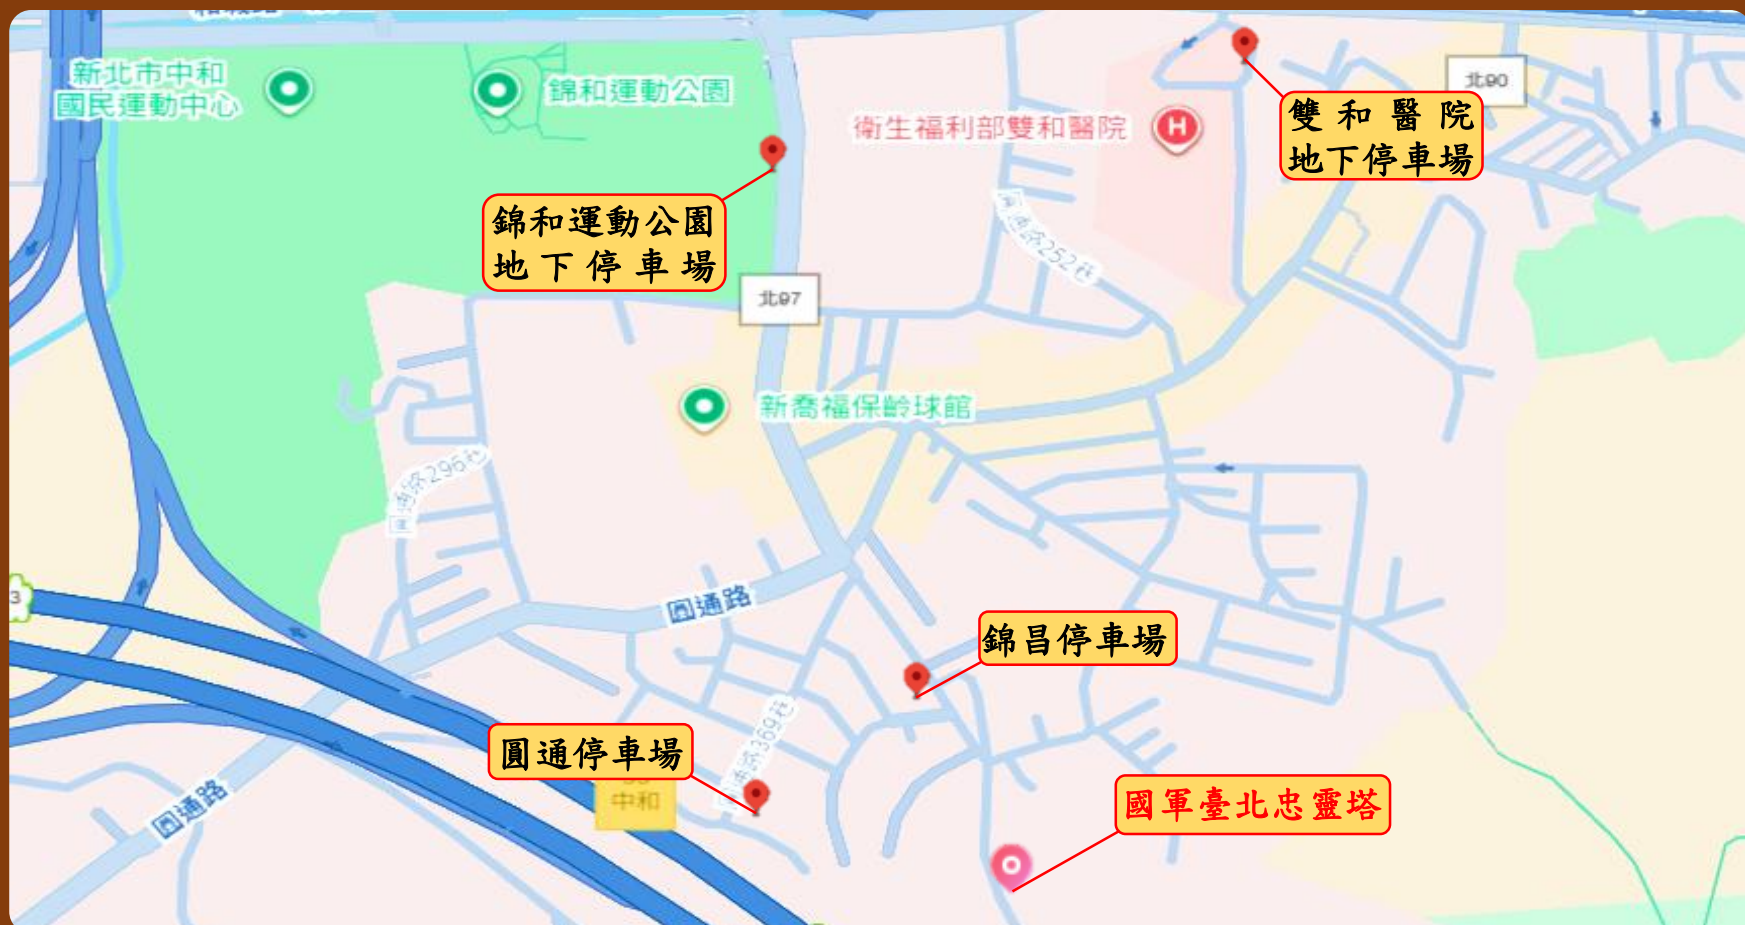 新北市中和
國民運動中心
錦和運動公園
衛生福利部雙和醫院
北90
雙和醫院
地下停車場
錦和運動公園
地下停車場
圓通路252巷
北97
新喬福保齡球館
圓通路296巷
3
圓通路
錦昌停車場
圓通停車場
圓通路369巷
中和
圓通路
國軍臺北忠靈塔